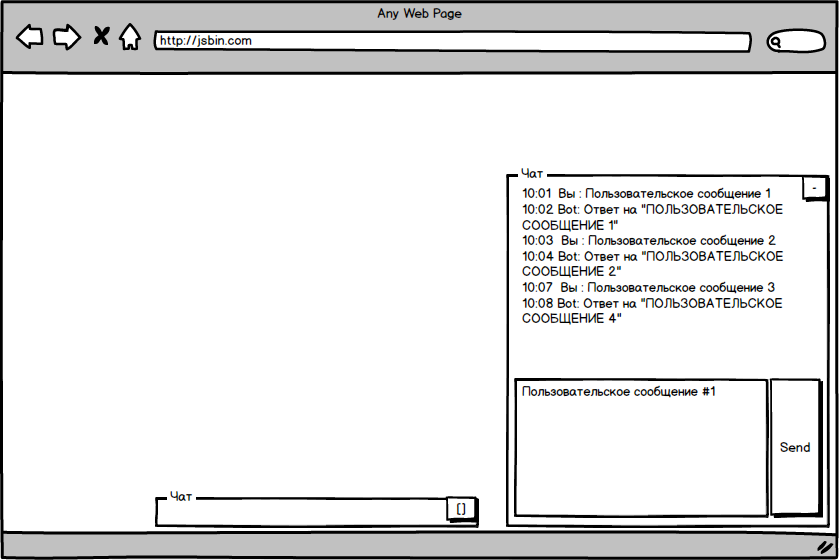 Any Web Page
http://jsbin.com
Чат
-
10:01 Вы : Пользовательское сообщение 1
10:02 Bot: Ответ на "ПОЛЬЗОВАТЕЛЬСКОЕ
СООБЩЕНИЕ 1"
10:03 Вы : Пользовательское сообщение 2
10:04 Bot: Ответ на "ПОЛЬЗОВАТЕЛЬСКОЕ
СООБЩЕНИЕ 2"
10:07 Вы : Пользовательское сообщение 3
10:08 Bot: Ответ на "ПОЛЬЗОВАТЕЛЬСКОЕ
СООБЩЕНИЕ 4"
Пользовательское сообщение #1
Send
Чат
[]